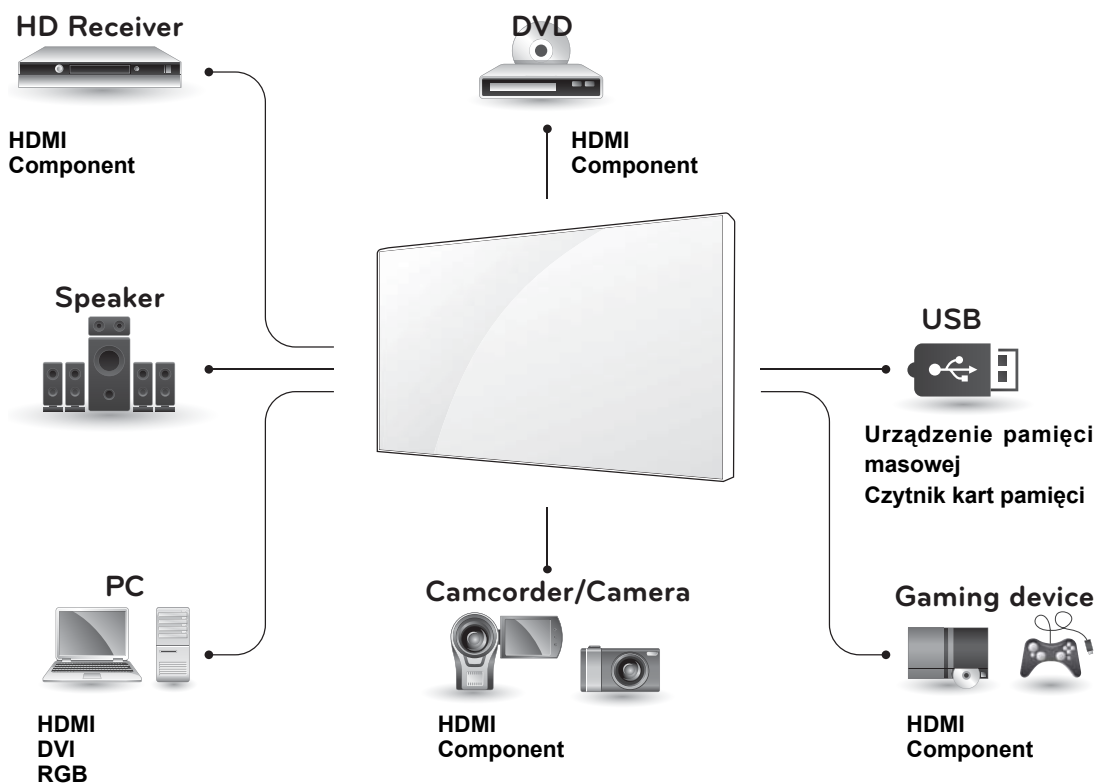 HD Receiver
HDMI
Component
DVD
HDMI
Component
Speaker
USB
Urządzenie pamięci
masowej
Czytnik kart pamięci
PC
HDMI
DVI
RGB
Camcorder/Camera
HDMI
Component
Gaming device
HDMI
Component